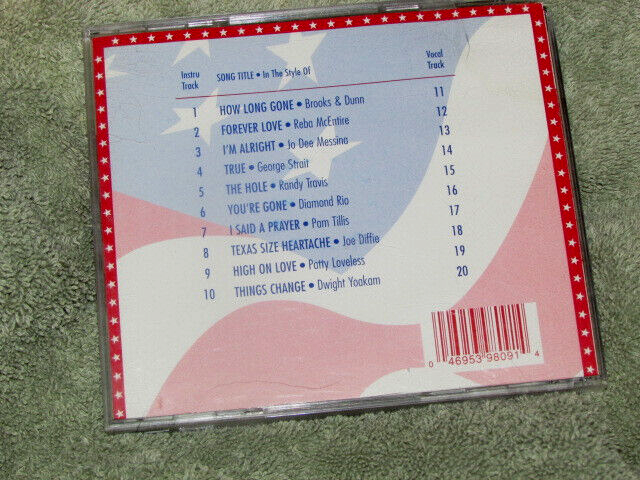 Instru Track SONG TITLE • In The Style Of Vocal Track
1 HOW LONG GONE • Brooks & Dunn 11
2 FOREVER LOVE • Reba McEntire 12
3 I'M ALRIGHT • Jo Dee Messina 13
4 TRUE • George Strait 14
5 THE HOLE • Randy Travis 15
6 YOU'RE GONE • Diamond Rio 16
7 I SAID A PRAYER • Pam Tillis 17
8 TEXAS SIZE HEARTACHE • Joe Diffie 18
9 HIGH ON LOVE • Patty Loveless 19
10 THINGS CHANGE • Dwight Yoakam 20
0 46953 98091 4